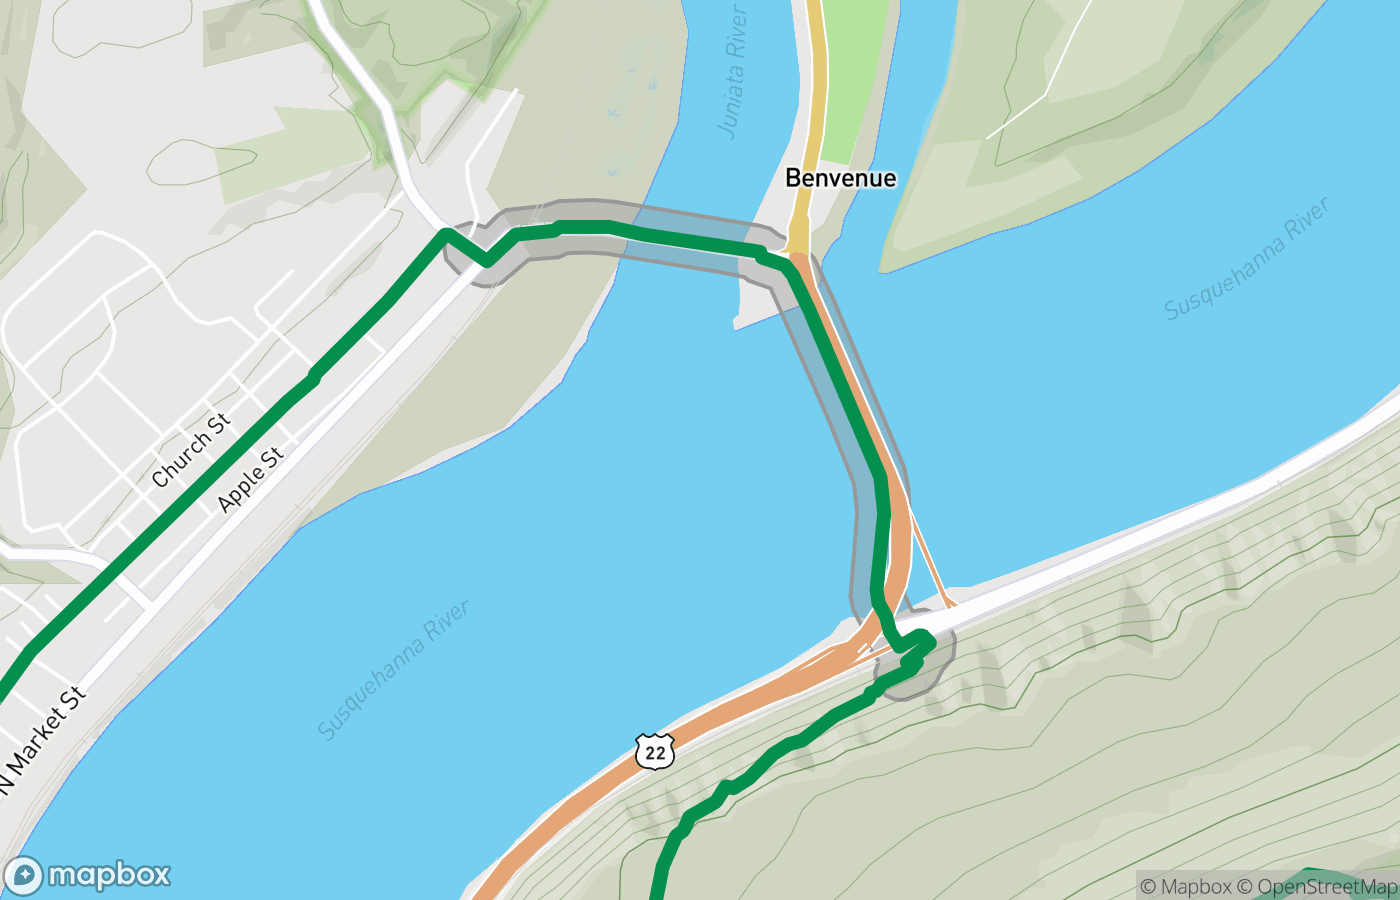 Juniata River
Benvenue
Susquehanna River
Church St
Apple St
Susquehanna River
N Market St
22
mapbox
© Mapbox © OpenStreetMap